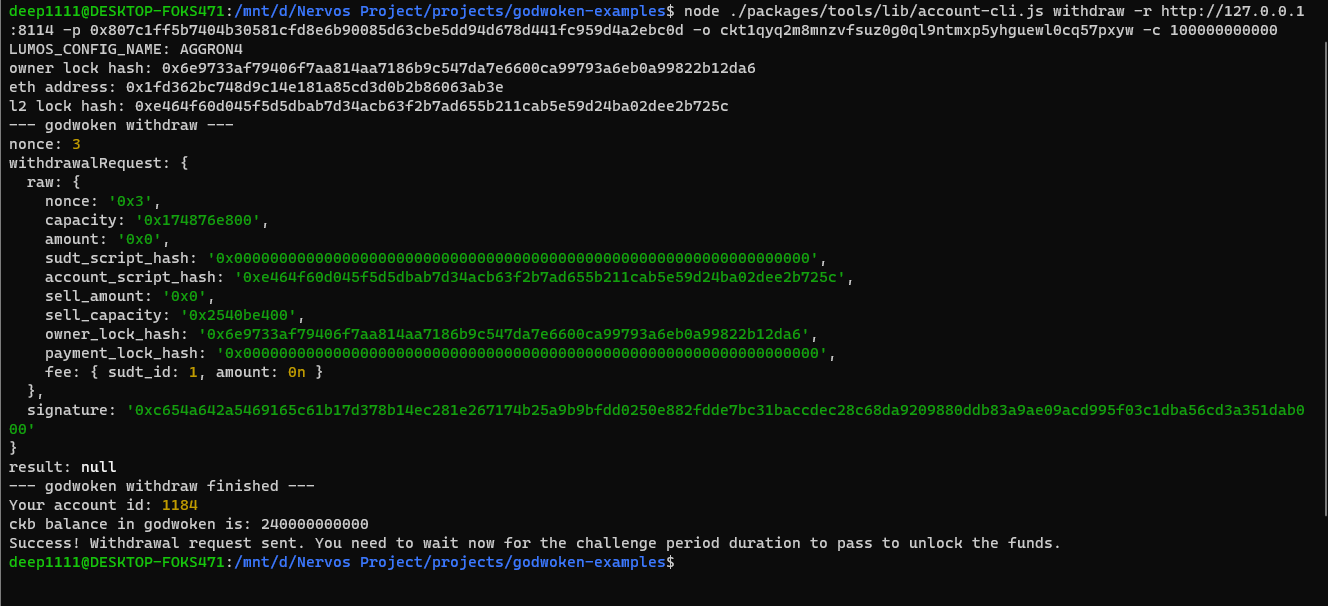 deep1111@DESKTOP-FOKS471:/mnt/d/Nervos Project/projects/godwoken-examples$ node ./packages/tools/lib/account-cli.js withdraw -r http://127.0.0.1
:8114 -p 0x807c1ff5b7404b30581cfd8e6b90085d63cbe5dd94d678d441fc959d4a2ebc0d -o ckt1qyq2m8mnzvfsuz0g0ql9ntmxp5yhguewl0cq57pxyw -c 100000000000
LUMOS_CONFIG_NAME: AGGRON4
owner lock hash: 0x6e9733af79406f7aa814aa7186b9c547da7e6600ca99793a6eb0a99822b12da6
eth address: 0x1fd362bc748d9c14e181a85cd3d0b2b86063ab3e
l2 lock hash: 0xe464f60d045f5d5dbab7d34acb63f2b7ad655b211cab5e59d24ba02dee2b725c
--- godwoken withdraw ---
nonce: 3
withdrawalRequest: {
  raw: {
    nonce: '0x3',
    capacity: '0x174876e800',
    amount: '0x0',
    sudt_script_hash: '0x0000000000000000000000000000000000000000000000000000000000000000',
    account_script_hash: '0xe464f60d045f5d5dbab7d34acb63f2b7ad655b211cab5e59d24ba02dee2b725c',
    sell_amount: '0x0',
    sell_capacity: '0x2540be400',
    owner_lock_hash: '0x6e9733af79406f7aa814aa7186b9c547da7e6600ca99793a6eb0a99822b12da6',
    payment_lock_hash: '0x0000000000000000000000000000000000000000000000000000000000000000',
    fee: { sudt_id: 1, amount: 0n }
  },
  signature: '0xc654a642a5469165c61b17d378b14ec281e267174b25a9b9bfdd0250e882fdde7bc31baccdec28c68da9209880ddb83a9ae09acd995f03c1dba56cd3a351dab0
00'
}
result: null
--- godwoken withdraw finished ---
Your account id: 1184
ckb balance in godwoken is: 240000000000
Success! Withdrawal request sent. You need to wait now for the challenge period duration to pass to unlock the funds.
deep1111@DESKTOP-FOKS471:/mnt/d/Nervos Project/projects/godwoken-examples$